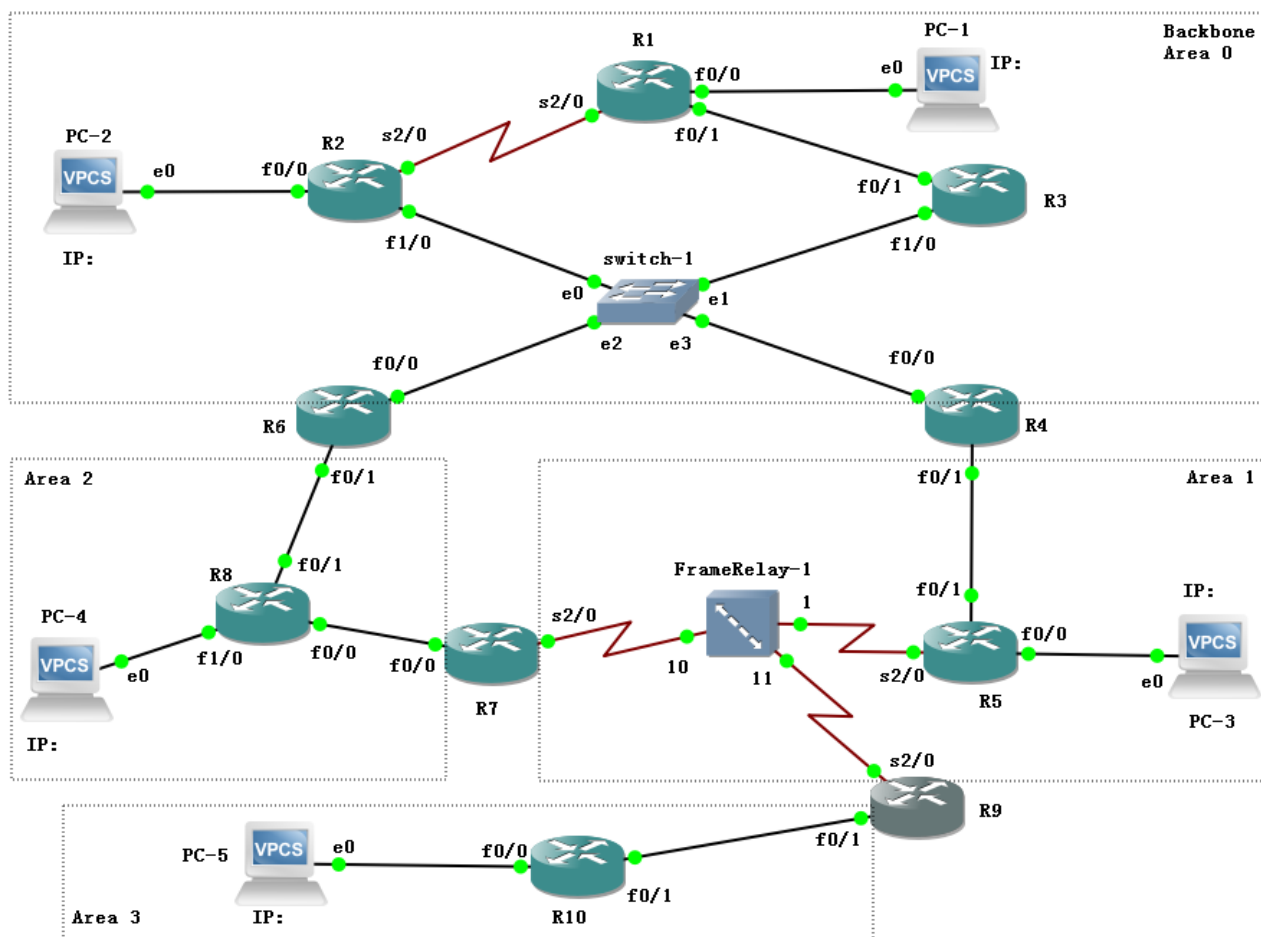 Backbone
Area 0
R1
PC-1
IP:
f0/0
e0
VPCS
s2/0
f0/1
PC-2
s2/0
R2
VPCS
e0
f0/0
f0/1
R3
f1/0
f1/0
IP:
switch-1
e0
e1
e2
e3
f0/0
f0/0
R6
R4
Area 2
f0/1
f0/1
Area 1
R8
f0/1
FrameRelay-1
1
f0/1
IP:
PC-4
s2/0
f0/0
VPCS
VPCS
f1/0
f0/0
f0/0
10
11
s2/0
e0
e0
R7
R5
PC-3
IP:
s2/0
R9
PC-5
VPCS
e0
f0/0
f0/1
f0/1
Area 3
IP:
R10